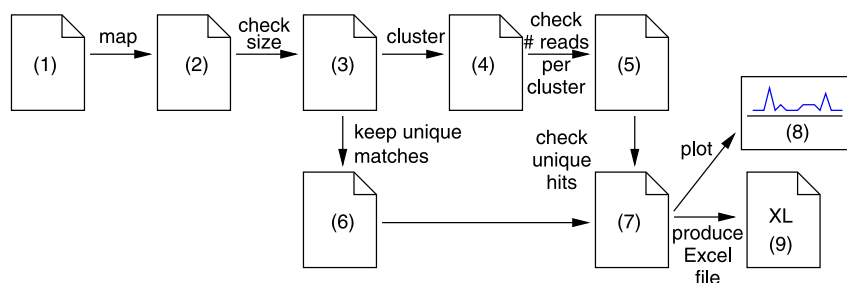 (1)
map
(2)
check
size
(3)
cluster
(4)
check
# reads
per
cluster
(5)
keep unique
matches
check
unique
hits
(6)
(7)
plot
(8)
produce
Excel
file
XL
(9)